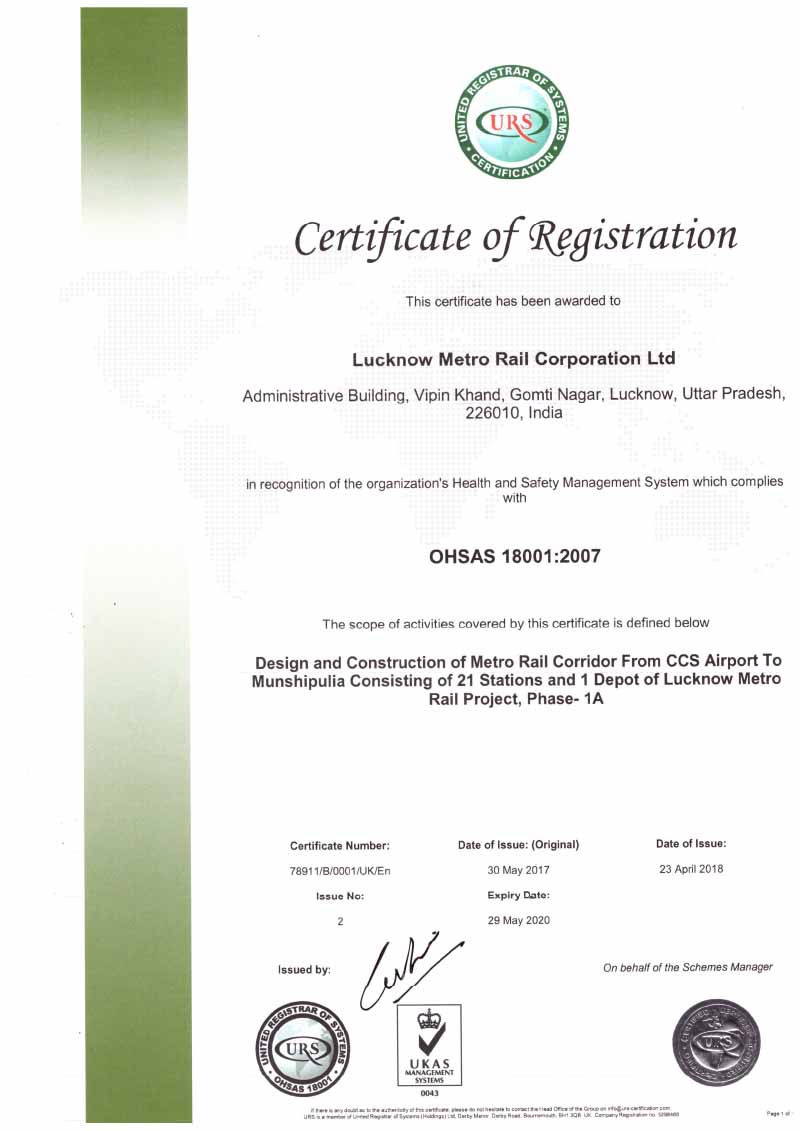 UNITED REGISTRAR OF SYSTEMS
URS
CERTIFICATION
Certificate of Registration
This certificate has been awarded to
Lucknow Metro Rail Corporation Ltd
Administrative Building, Vipin Khand, Gomti Nagar, Lucknow, Uttar Pradesh,
226010, India
in recognition of the organization's Health and Safety Management System which complies
with
OHSAS 18001:2007
The scope of activities covered by this certificate is defined below
Design and Construction of Metro Rail Corridor From CCS Airport To
Munshipulia Consisting of 21 Stations and 1 Depot of Lucknow Metro
Rail Project, Phase- 1A
Certificate Number: Date of Issue: (Original) Date of Issue:
78911/B/0001/UK/En 30 May 2017 23 April 2018
Issue No: Expiry Date:
2 29 May 2020
Issued by: On behalf of the Schemes Manager
UNITED REGISTRAR OF SYSTEMS
URS
OHSAS 18001
UKAS
MANAGEMENT
SYSTEMS
0043
URS
If there is any doubt as to the authenticity of this certificate, please do not hesitate to contact the Head Office of the Group on info@urs-certification.com
URS is a member of United Registrar of Systems (Holdings) Ltd, Derby Manor, Derby Road, Bournemouth, BH1 3QB UK. Company Registration no.
Page 1 of